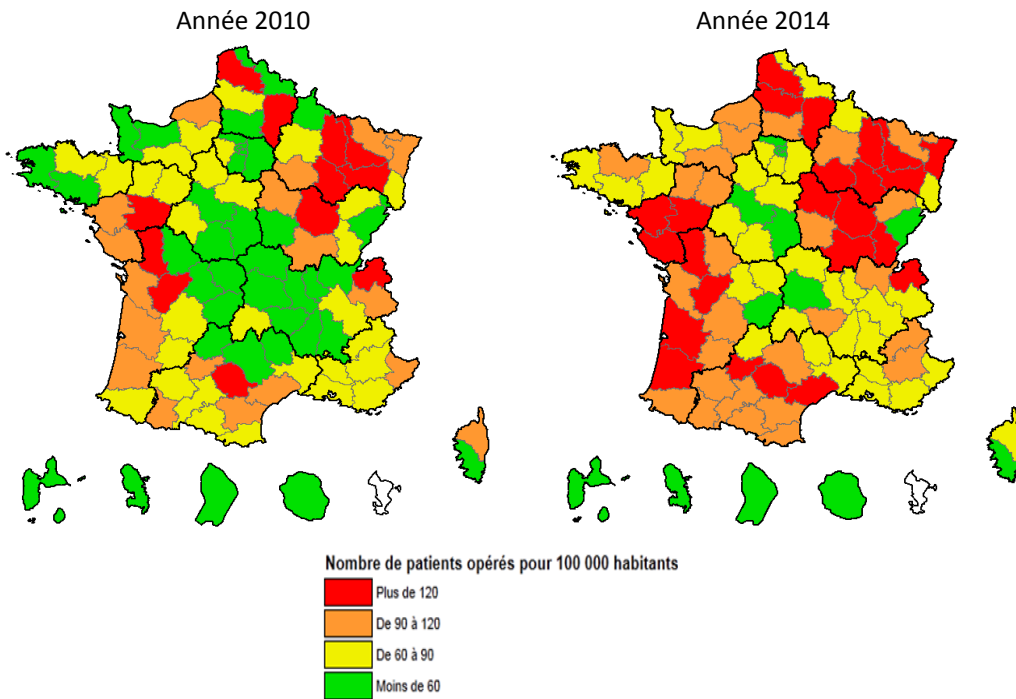 Année 2010
Année 2014
Nombre de patients opérés pour 100 000 habitants
Plus de 120
De 90 à 120
De 60 à 90
Moins de 60